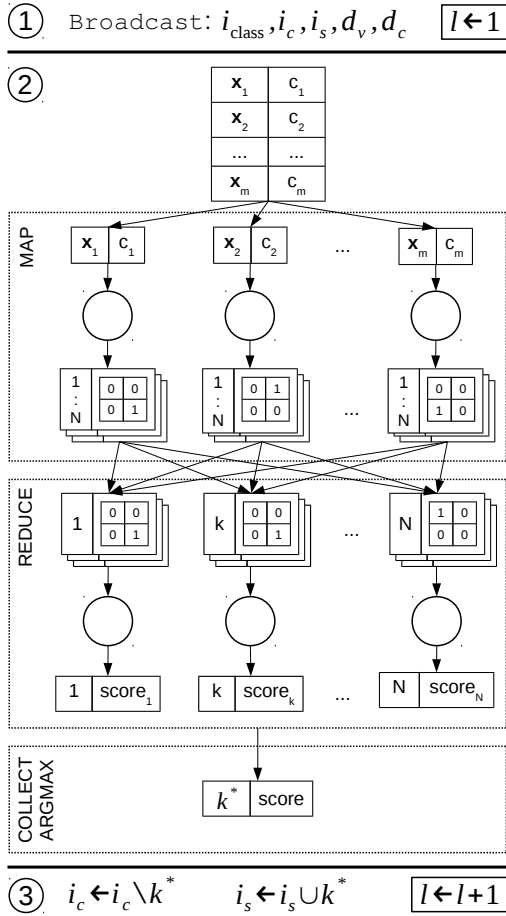 ① Broadcast: i_class, i_c, i_s, d_v, d_c l←1
②
x_1 c_1
x_2 c_2
... ...
x_m c_m
MAP
x_1 c_1 x_2 c_2 ... x_m c_m
1 : N 0 0 0 1 1 : N 0 1 0 0 ... 1 : N 0 0 1 0
REDUCE
1 0 0 0 1 k 0 0 0 1 ... N 1 0 0 0
1 score_1 k score_k ... N score_N
COLLECT
ARGMAX
k* score
③ i_c←i_c\k* i_s←i_s∪k* l←l+1